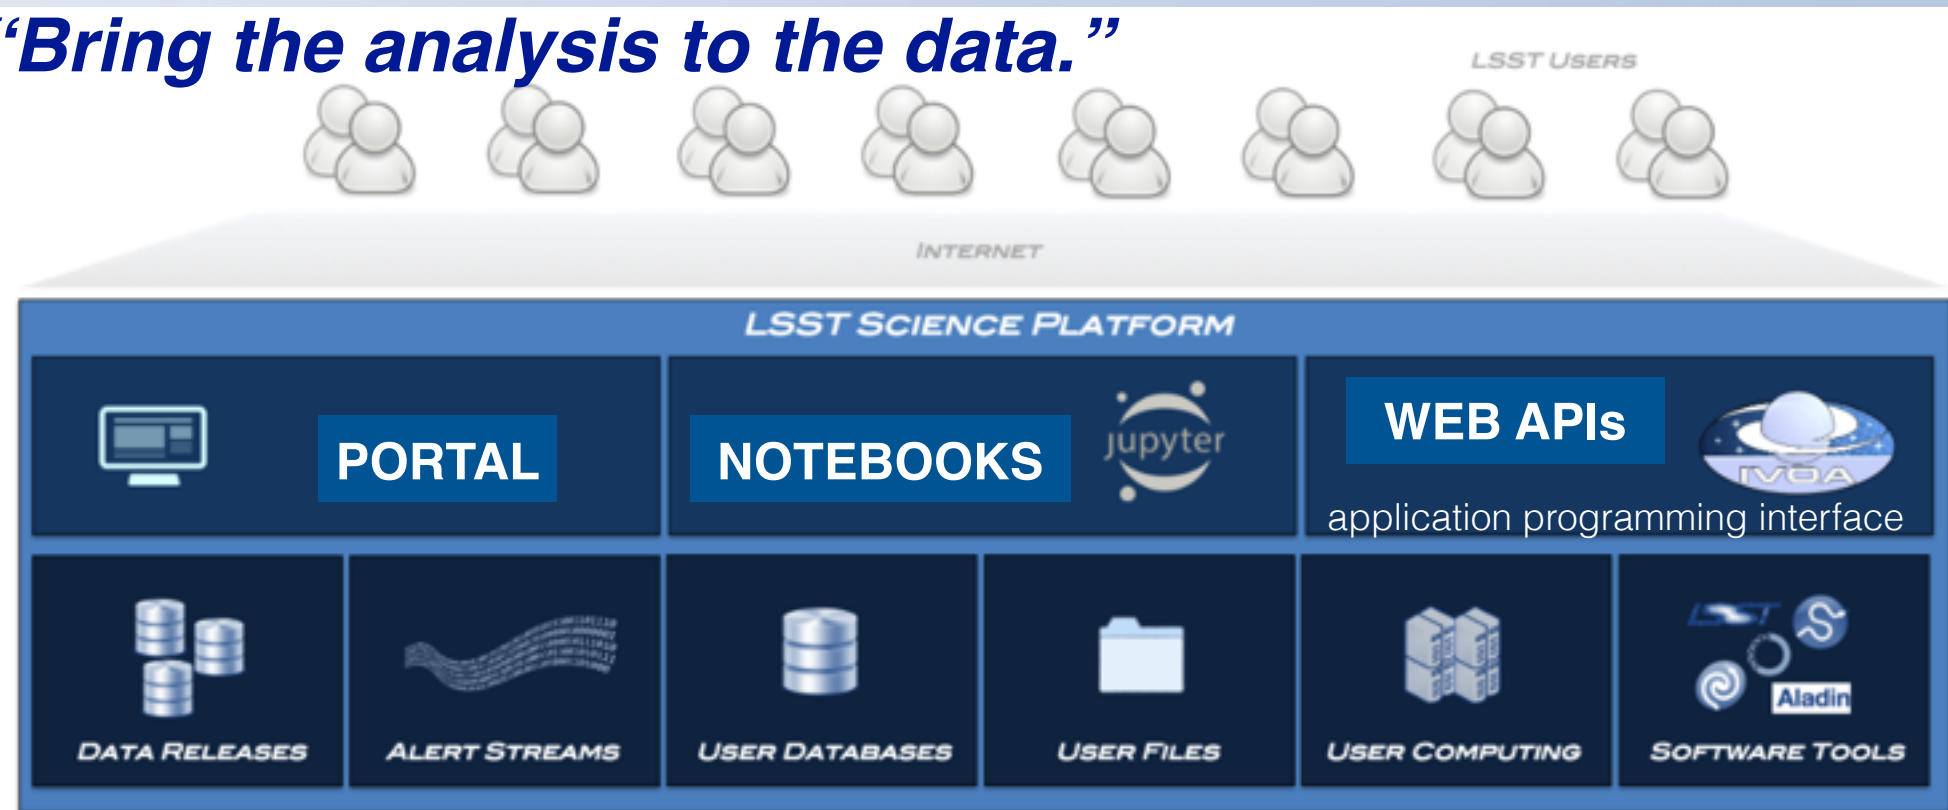 “Bring the analysis to the data.”
LSST USERS
INTERNET
LSST SCIENCE PLATFORM
PORTAL
NOTEBOOKS
jupyter
WEB APIs
IVOA
application programming interface
LSST
Aladin
DATA RELEASES
ALERT STREAMS
USER DATABASES
USER FILES
USER COMPUTING
SOFTWARE TOOLS